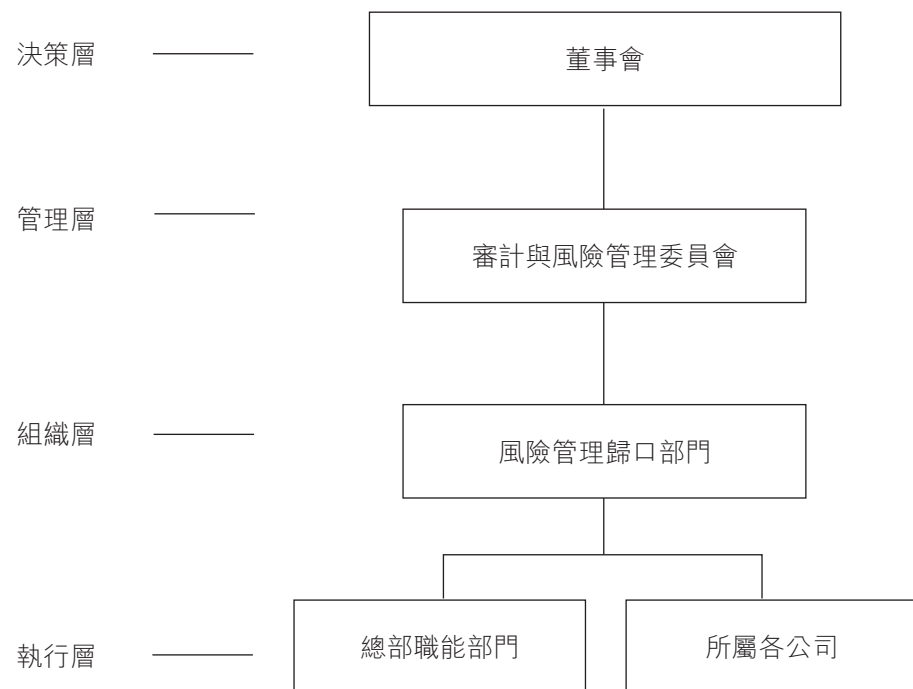 決策層
董事會
管理層
審計與風險管理委員會
組織層
風險管理歸口部門
執行層
總部職能部門
所屬各公司